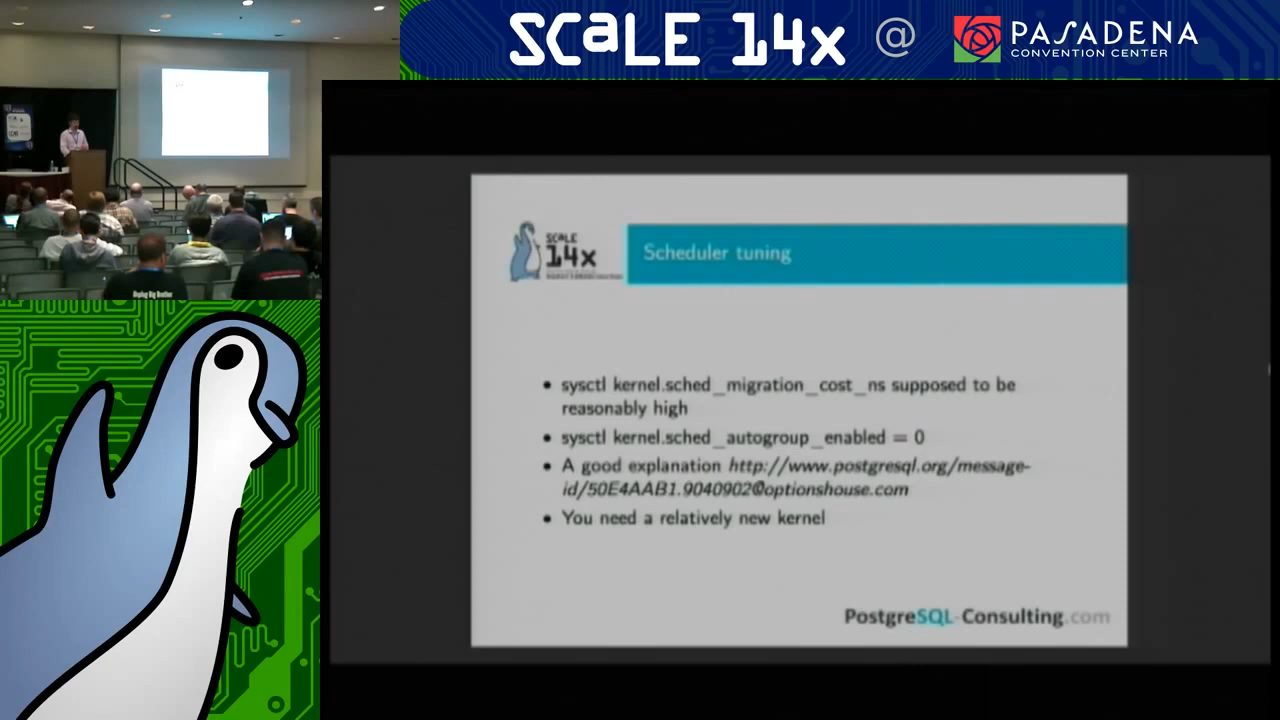 SCALE 14x @ PASADENA
CONVENTION CENTER
SCALE
14x
Scheduler tuning
• sysctl kernel.sched_migration_cost_ns supposed to be
reasonably high
• sysctl kernel.sched_autogroup_enabled = 0
• A good explanation http://www.postgresql.org/message-
id/50E4AAB1.9040902@optionshouse.com
• You need a relatively new kernel
PostgreSQL-Consulting.com